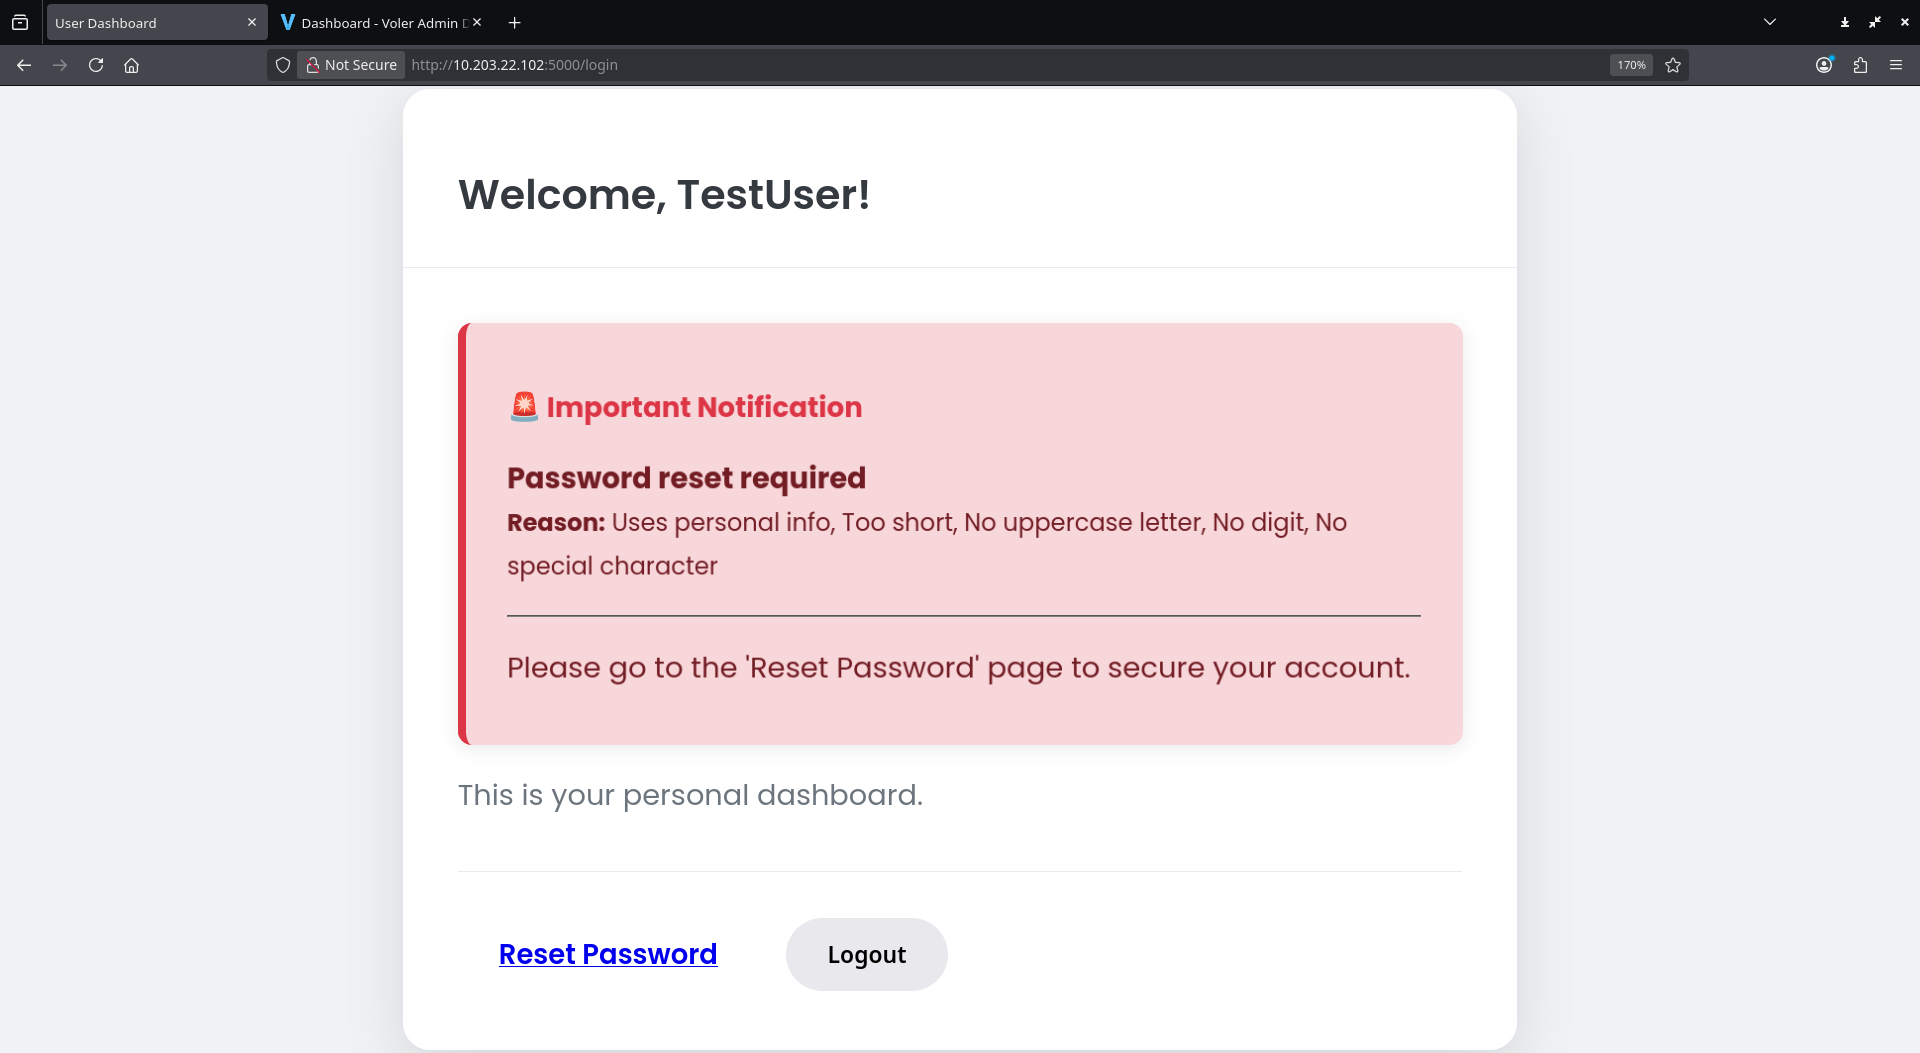 User Dashboard
Dashboard - Voler Admin
Not Secure
http://10.203.22.102:5000/login
170%
Welcome, TestUser!
🚨 Important Notification
Password reset required
Reason: Uses personal info, Too short, No uppercase letter, No digit, No
special character
Please go to the 'Reset Password' page to secure your account.
This is your personal dashboard.
Reset Password
Logout